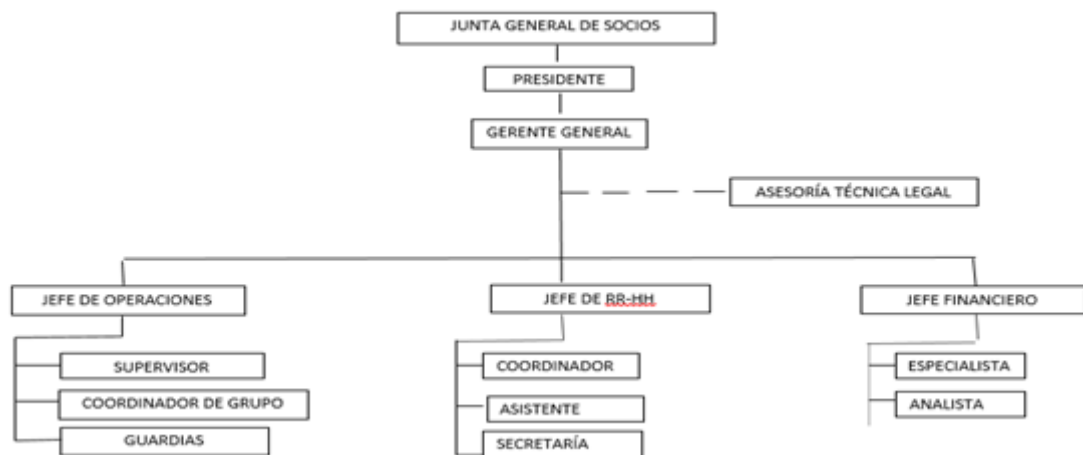 JUNTA GENERAL DE SOCIOS
PRESIDENTE
GERENTE GENERAL
ASESORÍA TÉCNICA LEGAL
JEFE DE OPERACIONES
SUPERVISOR
COORDINADOR DE GRUPO
GUARDIAS
JEFE DE RR-HH
COORDINADOR
ASISTENTE
SECRETARÍA
JEFE FINANCIERO
ESPECIALISTA
ANALISTA